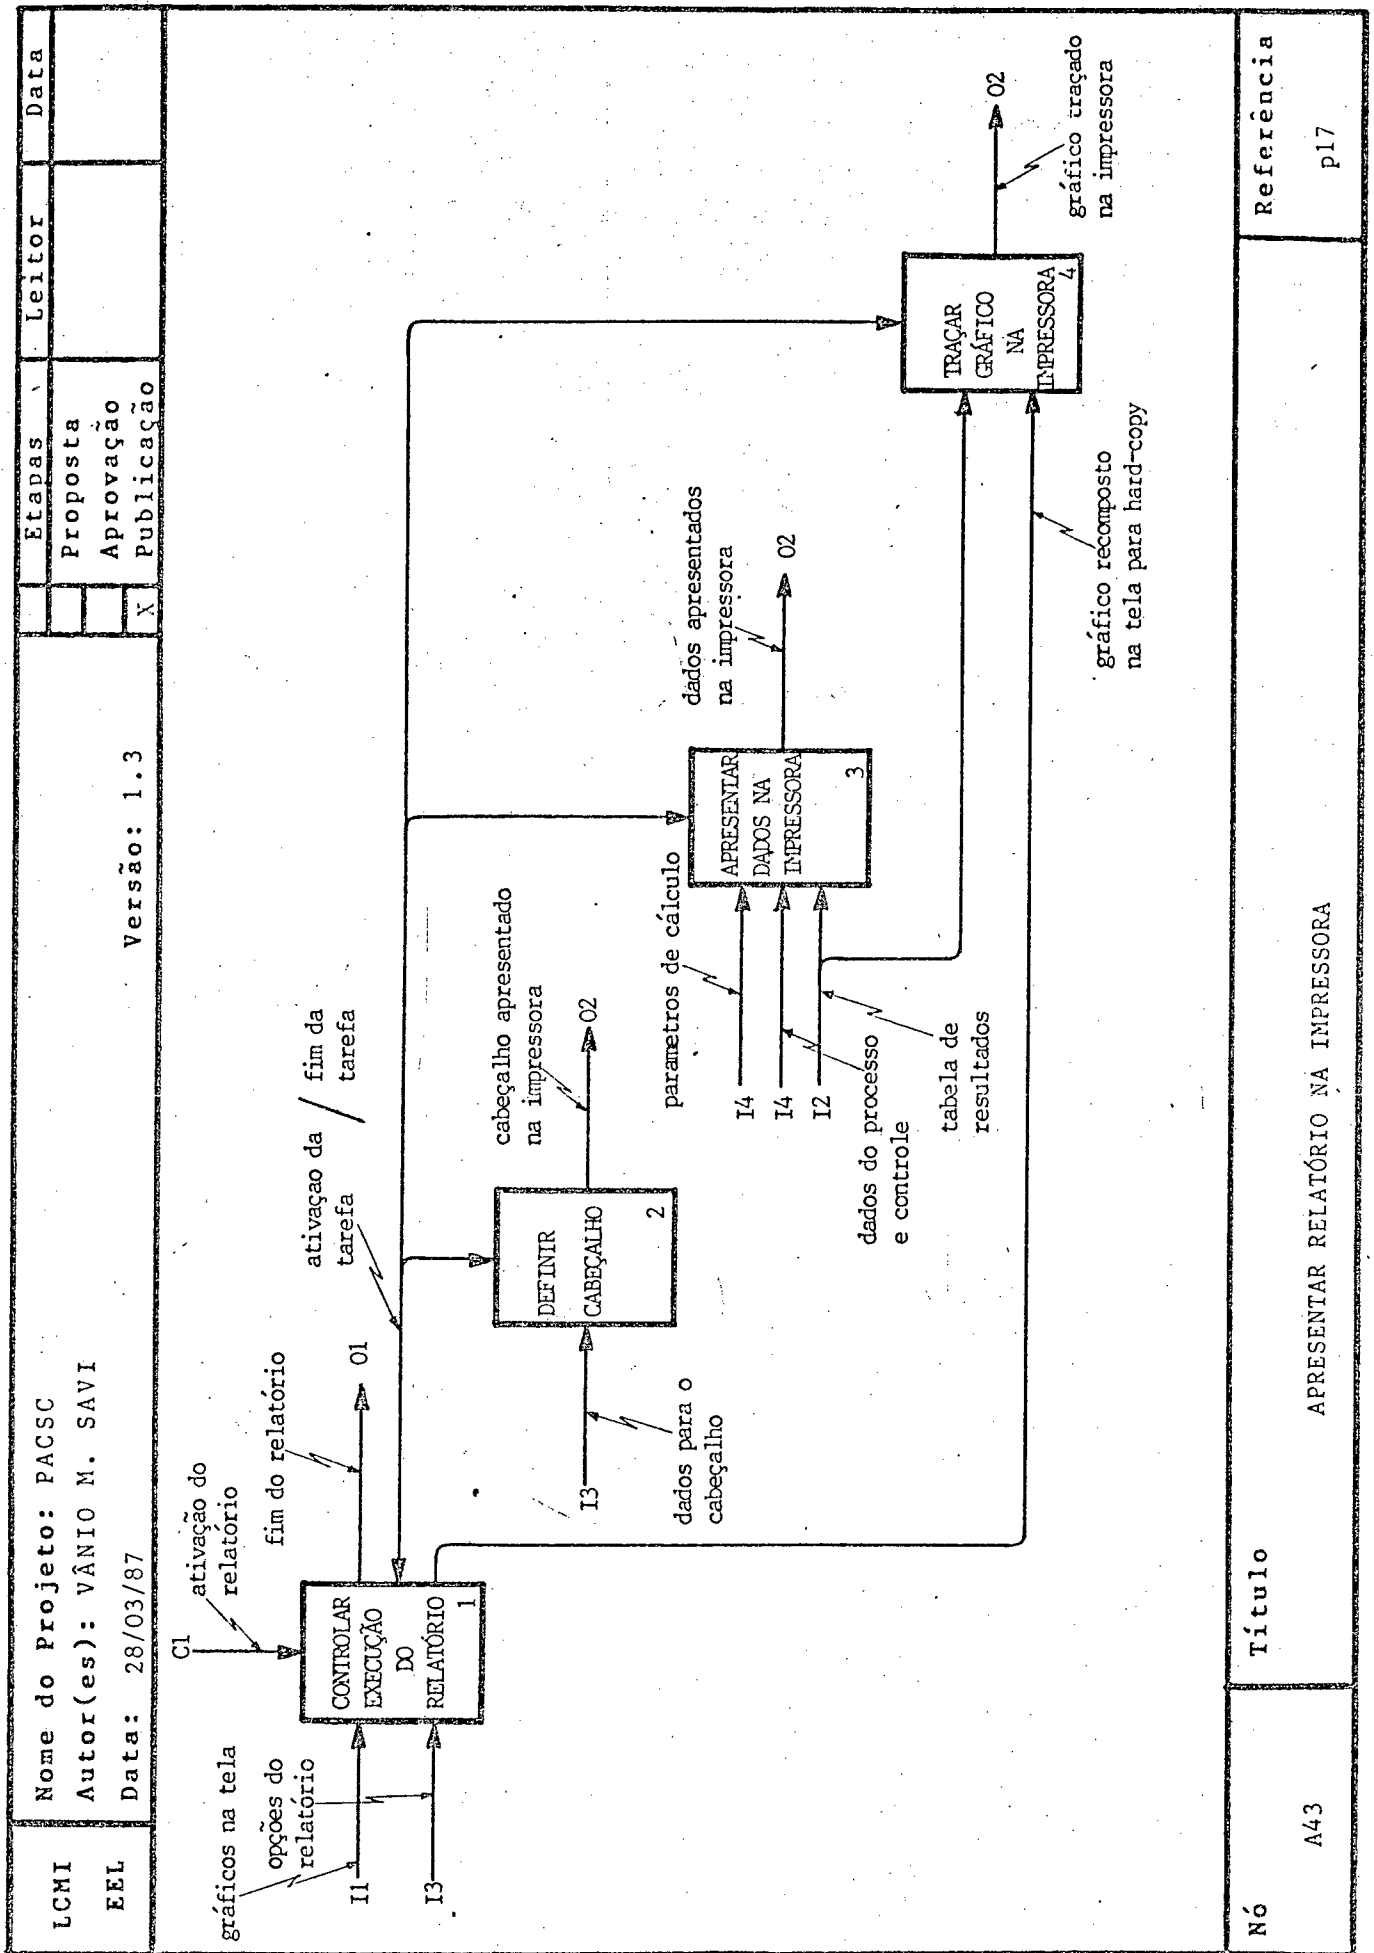 LCMI
EEL
Nome do Projeto: PACSC
Autor(es): VÂNIO M. SAVI
Data: 28/03/87
Versão: 1.3
Etapas
Leitor
Data
Proposta
Aprovação
X Publicação
C1
ativação do
relatório
gráficos na tela
opções do
relatório
I1
I3
CONTROLAR
EXECUÇÃO
DO
RELATÓRIO
1
fim do relatório
O1
ativaçao da / fim da
tarefa tarefa
I3
dados para o
cabeçalho
DEFINIR
CABEÇALHO
2
cabeçalho apresentado
na impressora
O2
parametros de cálculo
I4
I4
I2
dados do processo
e controle
tabela de
resultados
APRESENTAR
DADOS NA
IMPRESSORA
3
dados apresentados
na impressora
O2
TRAÇAR
GRÁFICO
NA
IMPRESSORA
4
gráfico traçado
na impressora
O2
gráfico recomposto
na tela para hard-copy
Nó
A43
Título
APRESENTAR RELATÓRIO NA IMPRESSORA
Referência
p17